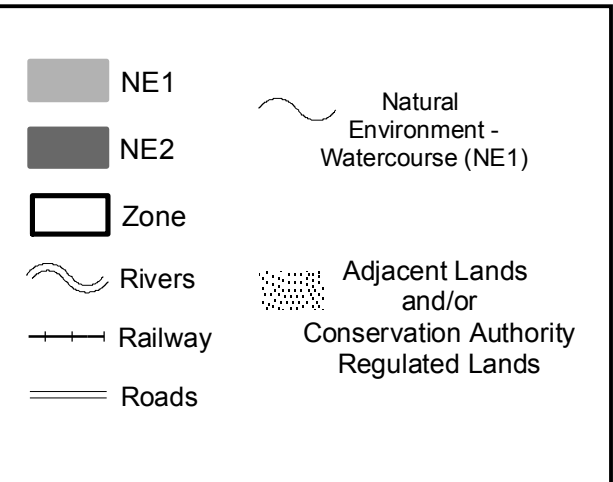 NE1
NE2
Zone
Rivers
Railway
Roads
Natural
Environment -
Watercourse (NE1)
Adjacent Lands
and/or
Conservation Authority
Regulated Lands